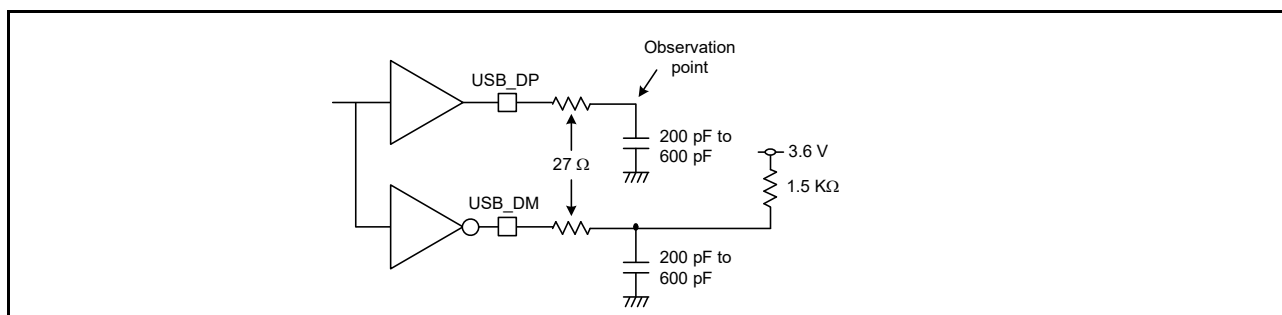 Observation
point
USB_DP
200 pF to
600 pF
27 Ω
3.6 V
1.5 KΩ
USB_DM
200 pF to
600 pF